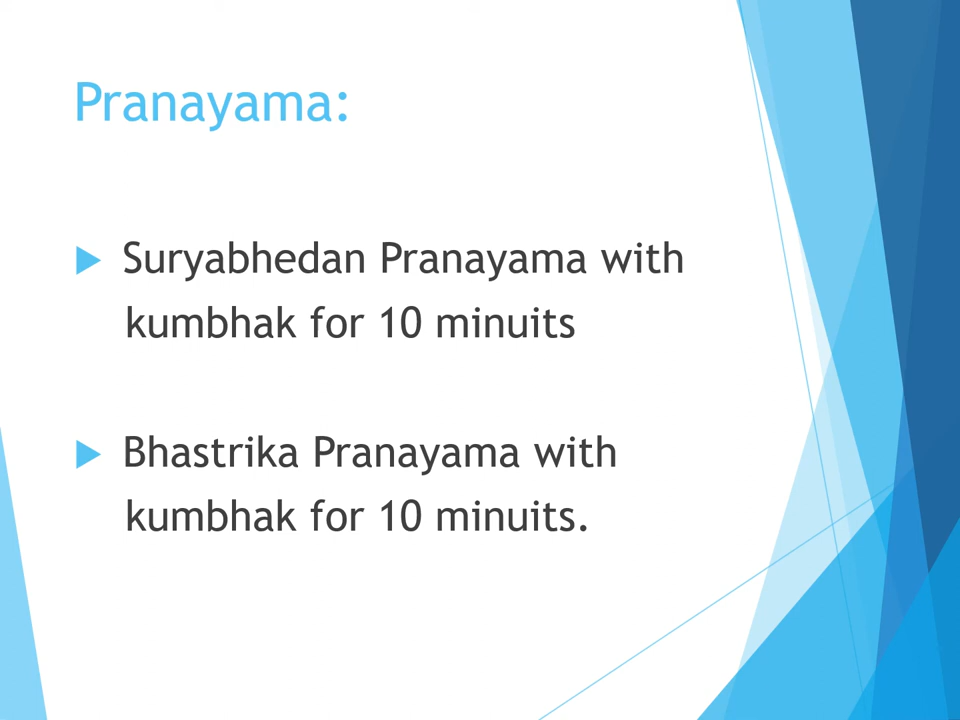 Pranayama:
Suryabhedan Pranayama with
kumbhak for 10 minuits
Bhastrika Pranayama with
kumbhak for 10 minuits.